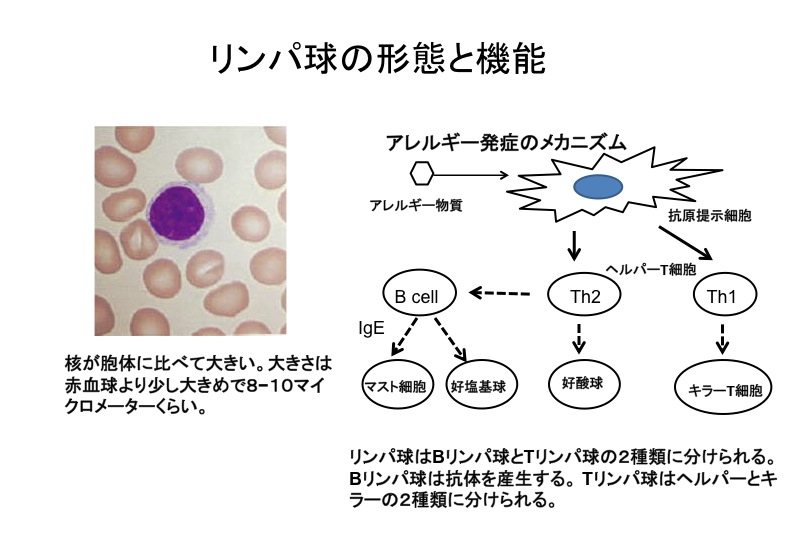 リンパ球の形態と機能
アレルギー発症のメカニズム
アレルギー物質
抗原提示細胞
ヘルパーT細胞
B cell
Th2
Th1
IgE
マスト細胞
好塩基球
好酸球
キラーT細胞
核が胞体に比べて大きい。大きさは
赤血球より少し大きめで8-10マイ
クロメーターくらい。
リンパ球はBリンパ球とTリンパ球の2種類に分けられる。
Bリンパ球は抗体を産生する。Tリンパ球はヘルパーとキ
ラーの2種類に分けられる。